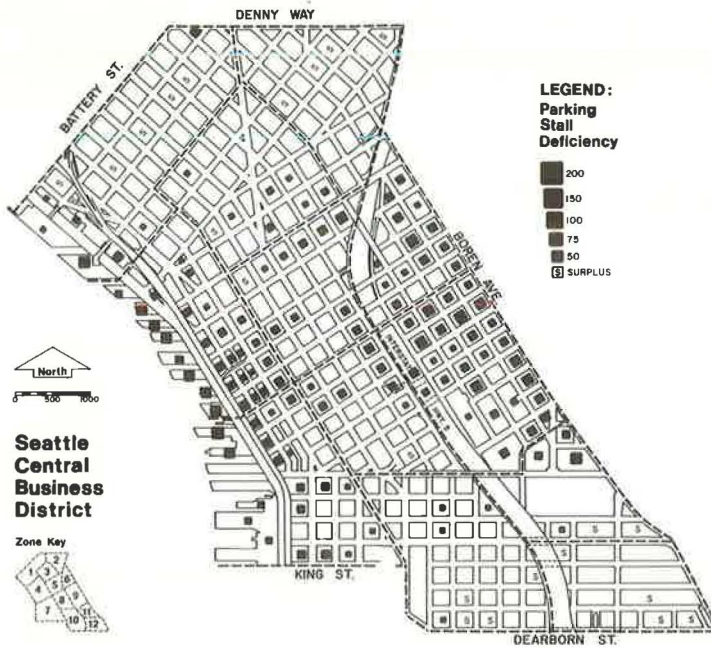 DENNY WAY
BATTERY ST.
LEGEND:
Parking
Stall
Deficiency
200
150
100
75
50
S SURPLUS
BOREN AVE.
North
0 500 1000
Seattle
Central
Business
District
Zone Key
1 2 3 4 5 6 7 8 9 10 11 12
KING ST.
DEARBORN ST.